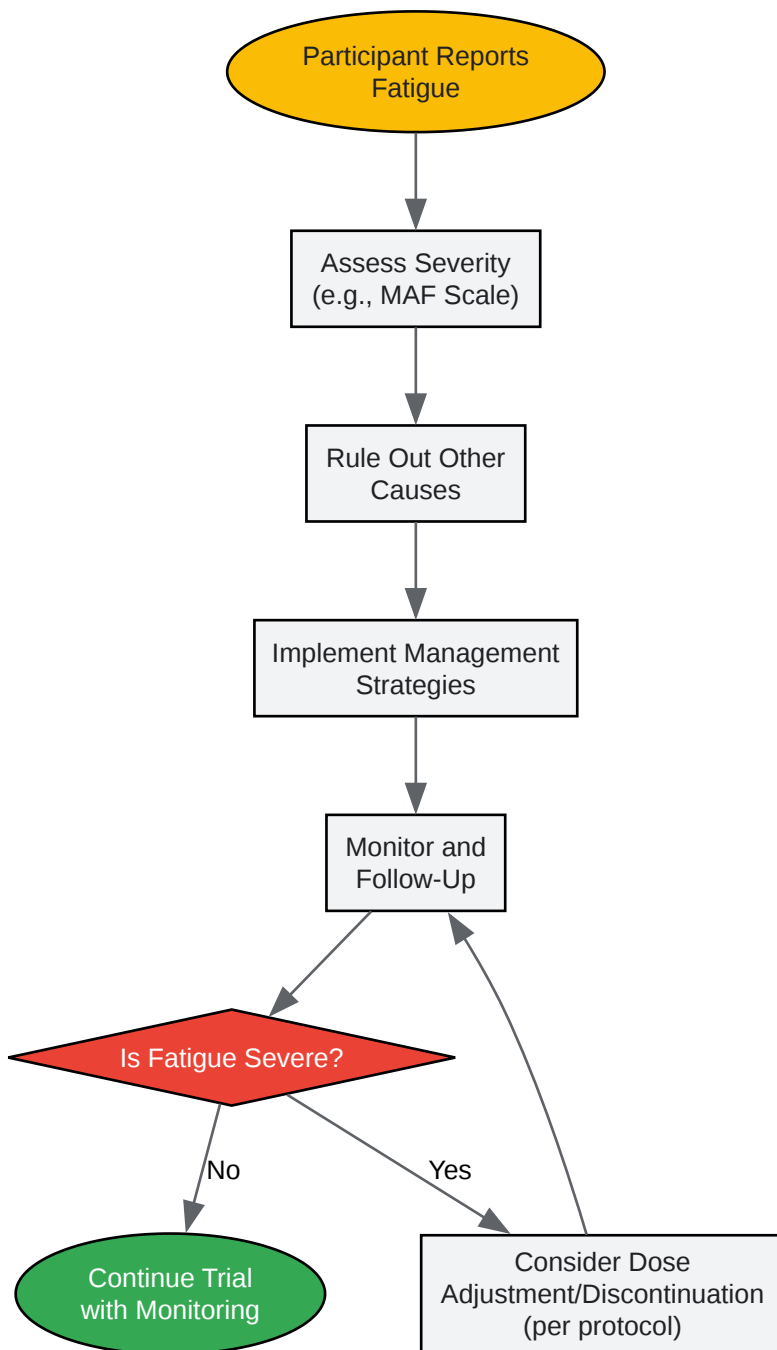 Participant Reports
Fatigue
Assess Severity
(e.g., MAF Scale)
Rule Out Other
Causes
Implement Management
Strategies
Monitor and
Follow-Up
Is Fatigue Severe?
No
Yes
Continue Trial
with Monitoring
Consider Dose
Adjustment/Discontinuation
(per protocol)